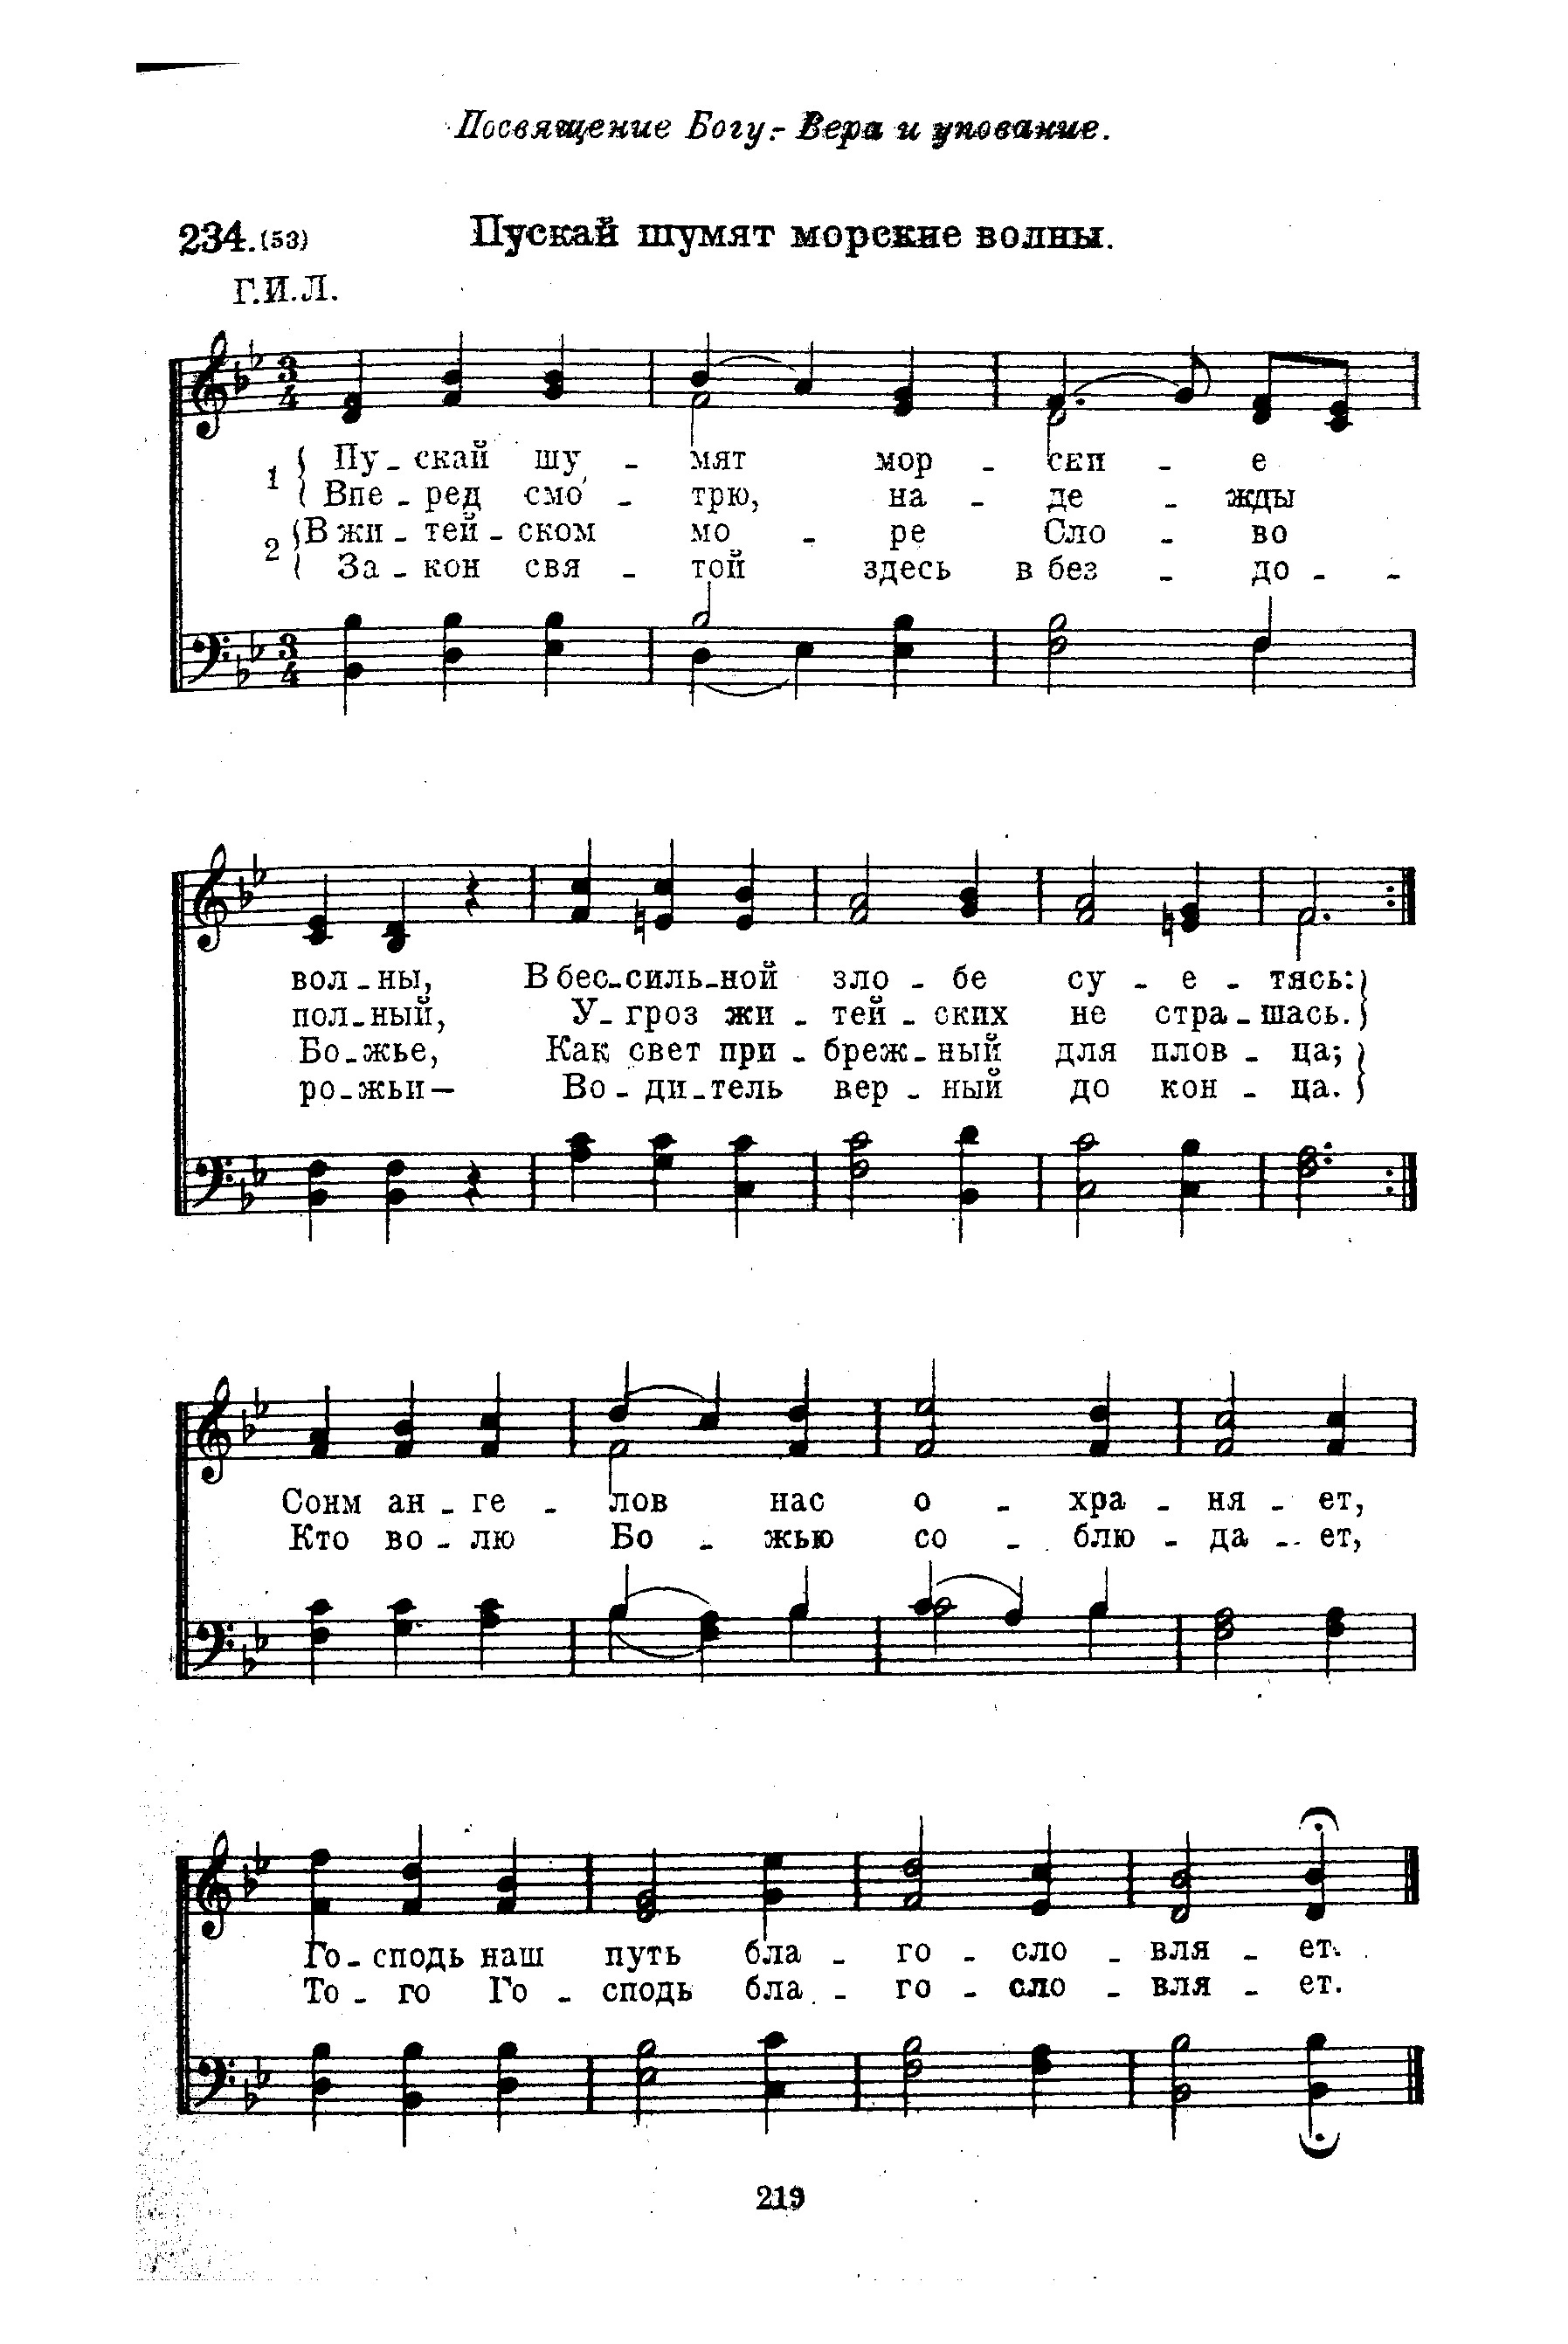 Посвящение Богу:- Вера и упование.
234.(53) Пускай шумят морские волны.
Г.И.Л.
3 4
1 { Пу - скай шу - мят мор - ски - е
{ Впе - ред смо - трю, на - де - жды
2 { В жи - тей - ском мо - ре Сло - во
{ За - кон свя - той здесь в без - до - -
3 4
вол - ны, В бес - силь - ной зло - бе су - е - тясь: }
пол - ный, У - гроз жи - тей - ских не стра - шась. }
Бо - жье, Как свет при - бреж - ный для плов - ца; }
ро - жьи — Во - ди - тель вер - ный до кон - ца. }
Сонм ан - ге - лов нас о - хра - ня - ет,
Кто во - лю Бо - жью со - блю - да - ет,
Го - сподь наш путь бла - го - сло - вля - ет.
То - го Го - сподь бла - го - сло - вля - ет.
219